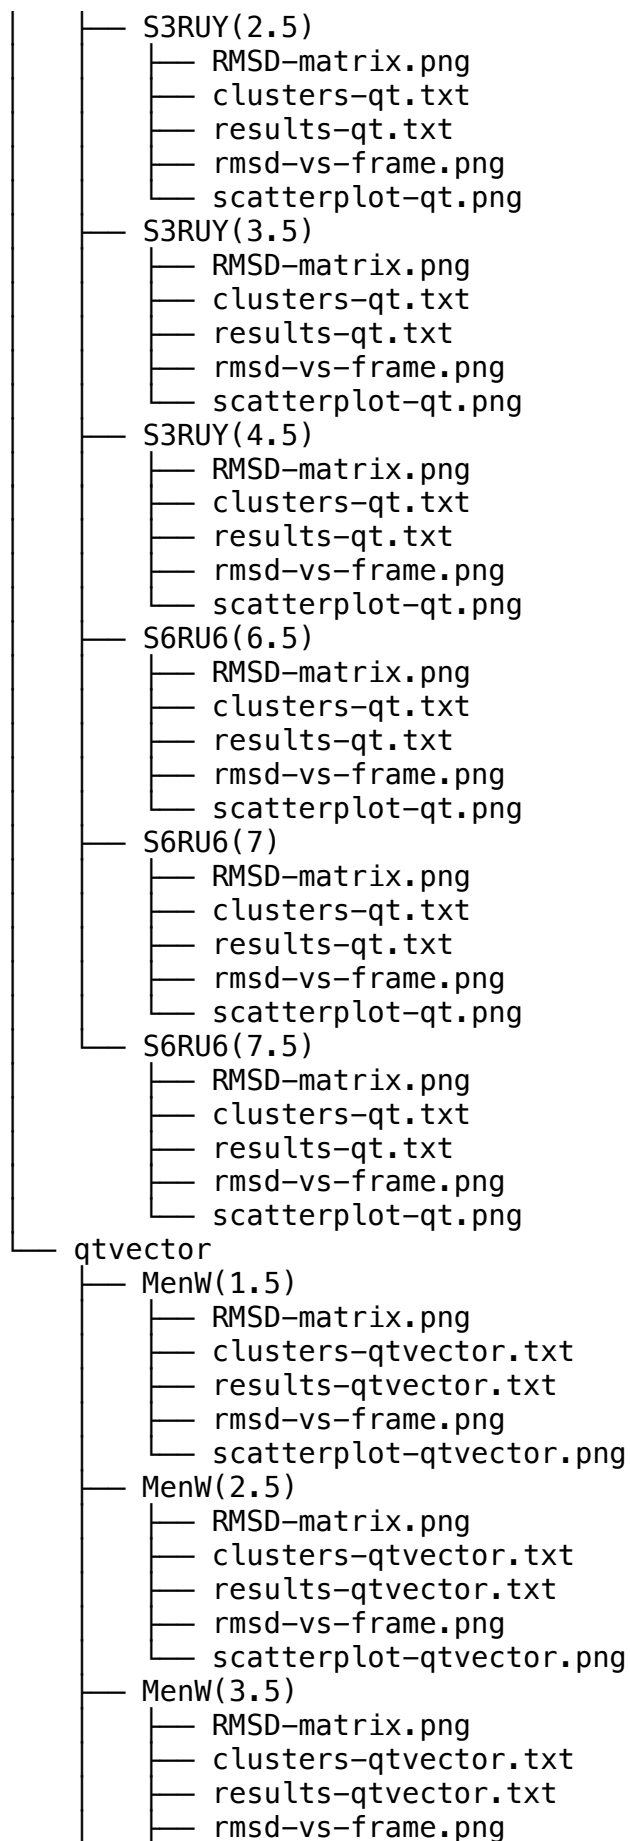 │   ├── S3RUY(2.5)
│   │   ├── RMSD-matrix.png
│   │   ├── clusters-qt.txt
│   │   ├── results-qt.txt
│   │   ├── rmsd-vs-frame.png
│   │   └── scatterplot-qt.png
│   ├── S3RUY(3.5)
│   │   ├── RMSD-matrix.png
│   │   ├── clusters-qt.txt
│   │   ├── results-qt.txt
│   │   ├── rmsd-vs-frame.png
│   │   └── scatterplot-qt.png
│   ├── S3RUY(4.5)
│   │   ├── RMSD-matrix.png
│   │   ├── clusters-qt.txt
│   │   ├── results-qt.txt
│   │   ├── rmsd-vs-frame.png
│   │   └── scatterplot-qt.png
│   ├── S6RU6(6.5)
│   │   ├── RMSD-matrix.png
│   │   ├── clusters-qt.txt
│   │   ├── results-qt.txt
│   │   ├── rmsd-vs-frame.png
│   │   └── scatterplot-qt.png
│   ├── S6RU6(7)
│   │   ├── RMSD-matrix.png
│   │   ├── clusters-qt.txt
│   │   ├── results-qt.txt
│   │   ├── rmsd-vs-frame.png
│   │   └── scatterplot-qt.png
│   └── S6RU6(7.5)
│       ├── RMSD-matrix.png
│       ├── clusters-qt.txt
│       ├── results-qt.txt
│       ├── rmsd-vs-frame.png
│       └── scatterplot-qt.png
└── qtvector
    ├── MenW(1.5)
    │   ├── RMSD-matrix.png
    │   ├── clusters-qtvector.txt
    │   ├── results-qtvector.txt
    │   ├── rmsd-vs-frame.png
    │   └── scatterplot-qtvector.png
    ├── MenW(2.5)
    │   ├── RMSD-matrix.png
    │   ├── clusters-qtvector.txt
    │   ├── results-qtvector.txt
    │   ├── rmsd-vs-frame.png
    │   └── scatterplot-qtvector.png
    ├── MenW(3.5)
    │   ├── RMSD-matrix.png
    │   ├── clusters-qtvector.txt
    │   ├── results-qtvector.txt
    │   ├── rmsd-vs-frame.png